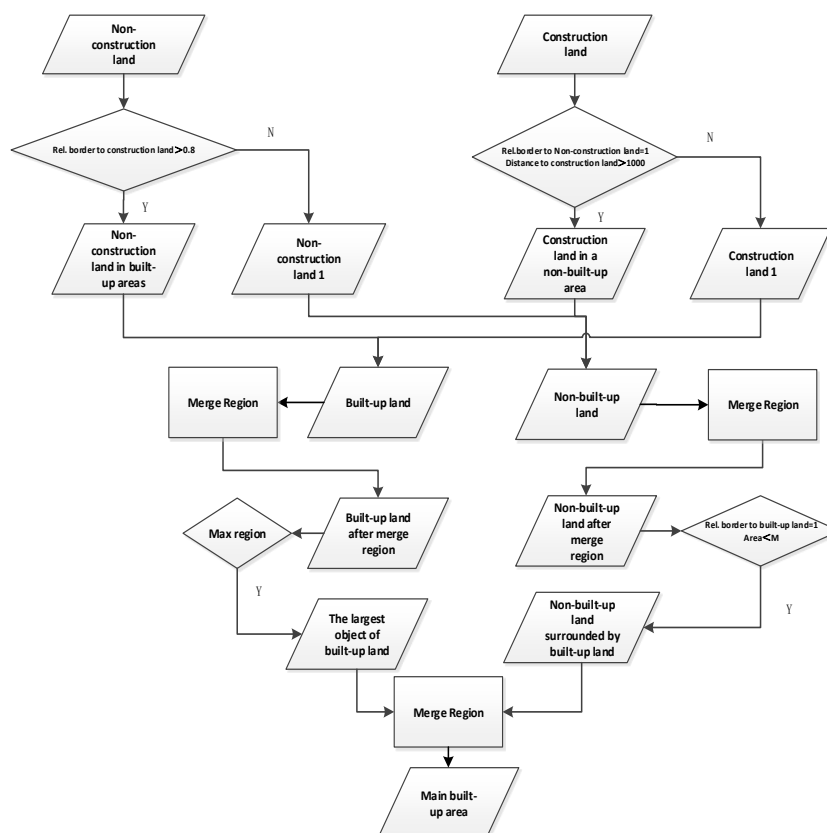 Non-
construction
land
Construction
land
Rel. border to construction land>0.8
N
Rel.border to Non-construction land=1
Distance to construction land>1000
N
Y
Y
Non-
construction
land in built-
up areas
Non-
construction
land 1
Construction
land in a
non-built-up
area
Construction
land 1
Merge Region
Built-up land
Non-built-up
land
Merge Region
Max region
Built-up land
after merge
region
Non-built-up
land after merge
region
Rel. border to built-up land=1
Area<M
Y
Y
The largest
object of
built-up land
Non-built-up
land
surrounded by
built-up land
Merge Region
Main built-
up area